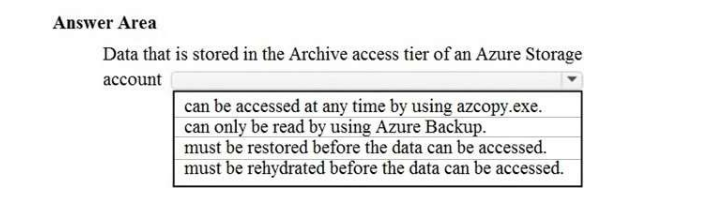 Answer Area
Data that is stored in the Archive access tier of an Azure Storage
account
can be accessed at any time by using azcopy.exe.
can only be read by using Azure Backup.
must be restored before the data can be accessed.
must be rehydrated before the data can be accessed.